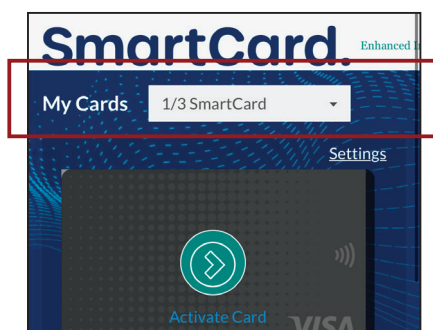 SmartCard.
Enhanced
My Cards
1/3 SmartCard
Settings
Activate Card
VISA